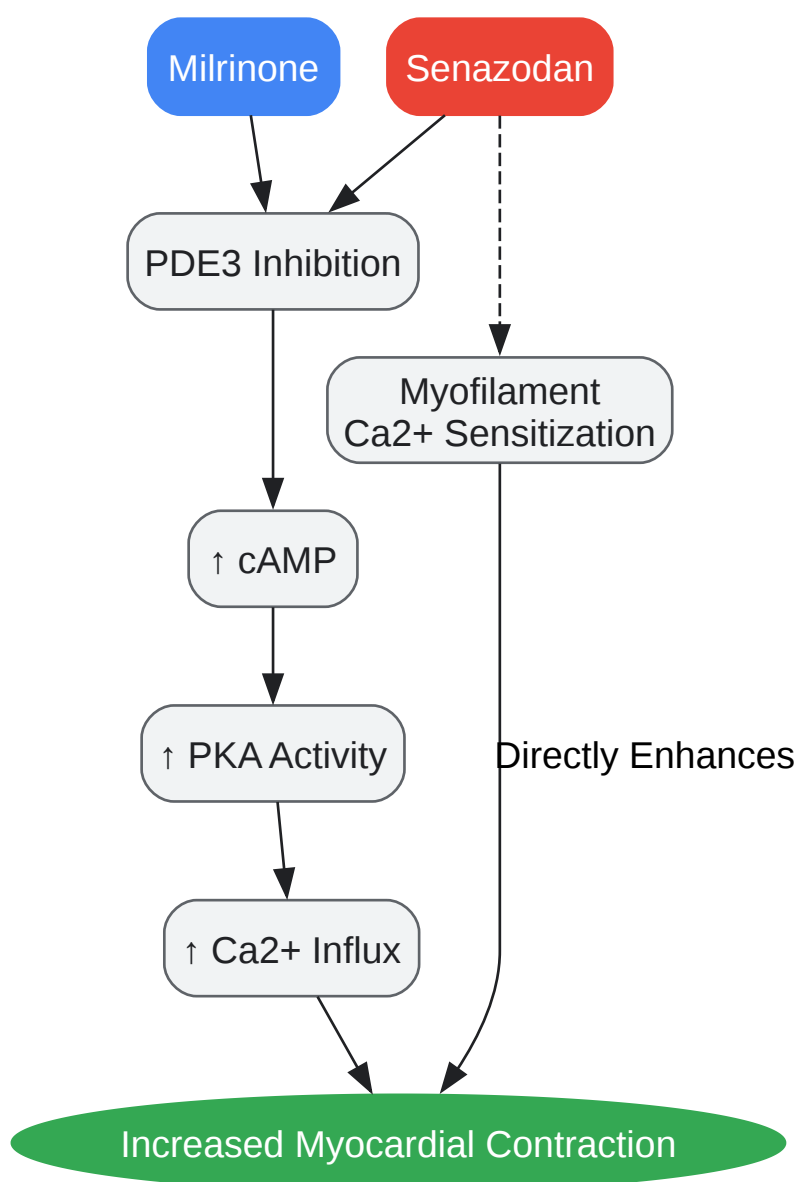 Milrinone
Senazodan
PDE3 Inhibition
Myofilament
Ca2+ Sensitization
↑ cAMP
↑ PKA Activity
Directly Enhances
↑ Ca2+ Influx
Increased Myocardial Contraction